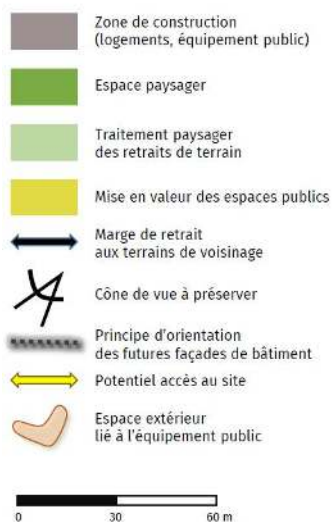 Zone de construction
(logements, équipement public)
Espace paysager
Traitement paysager
des retraits de terrain
Mise en valeur des espaces publics
Marge de retrait
aux terrains de voisinage
Cône de vue à préserver
Principe d'orientation
des futures façades de bâtiment
Potentiel accès au site
Espace extérieur
lié à l'équipement public
0 30 60 m